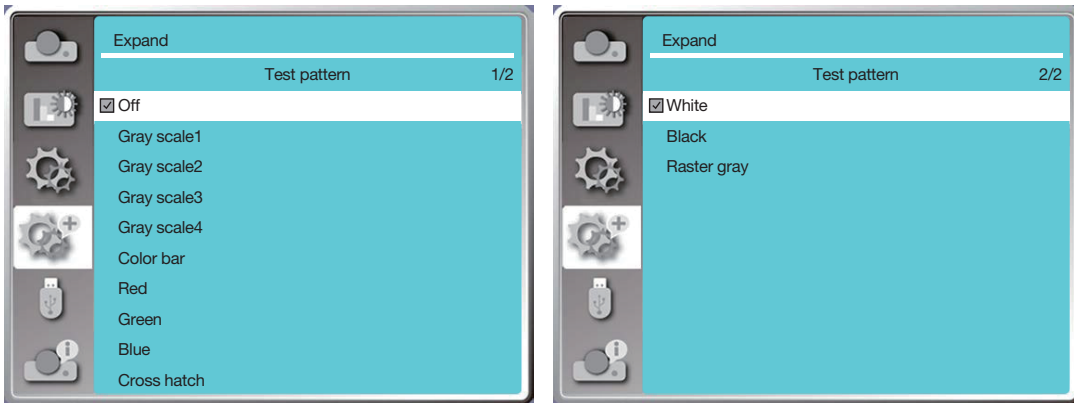 Expand
Test pattern 1/2
Off
Gray scale1
Gray scale2
Gray scale3
Gray scale4
Color bar
Red
Green
Blue
Cross hatch
Expand
Test pattern 2/2
White
Black
Raster gray